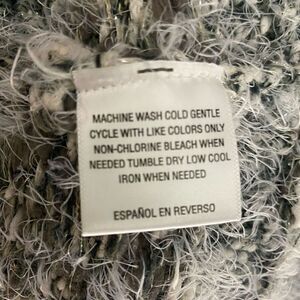 MACHINE WASH COLD GENTLE
CYCLE WITH LIKE COLORS ONLY
NON-CHLORINE BLEACH WHEN
NEEDED TUMBLE DRY LOW COOL
IRON WHEN NEEDED
ESPAÑOL EN REVERSO